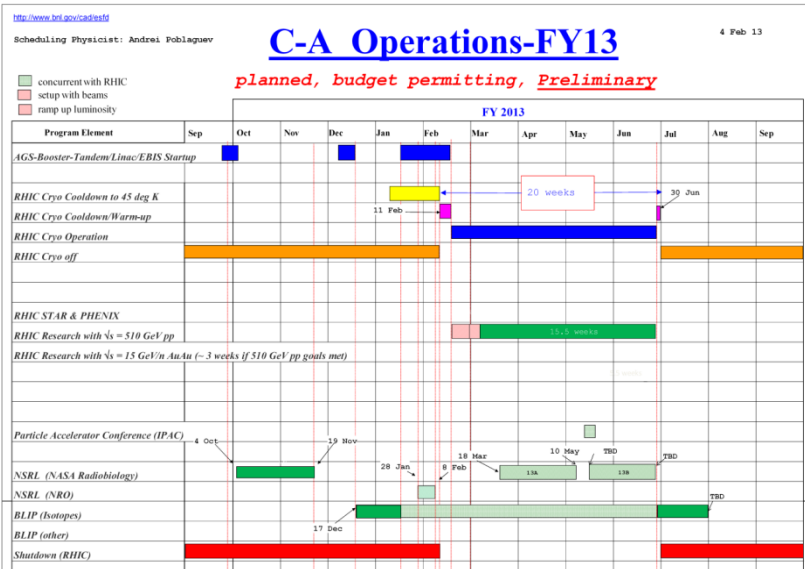 http://www.bnl.gov/cad/esfd
Scheduling Physicist: Andrei Poblaguev
C-A Operations-FY13
4 Feb 13
planned, budget permitting, Preliminary
concurrent with RHIC
setup with beams
ramp up luminosity
FY 2013
Program Element Sep Oct Nov Dec Jan Feb Mar Apr May Jun Jul Aug Sep
AGS-Booster-Tandem/Linac/EBIS Startup
RHIC Cryo Cooldown to 45 deg K
20 weeks
30 Jun
RHIC Cryo Cooldown/Warm-up
11 Feb
RHIC Cryo Operation
RHIC Cryo off
RHIC STAR & PHENIX
RHIC Research with √s = 510 GeV pp
15.5 weeks
RHIC Research with √s = 15 GeV/n AuAu (~ 3 weeks if 510 GeV pp goals met)
Particle Accelerator Conference (IPAC)
4 Oct
19 Nov
18 Mar
10 May
TBD
TBD
NSRL (NASA Radiobiology)
28 Jan
8 Feb
13A
13B
NSRL (NRO)
BLIP (Isotopes)
TBD
17 Dec
BLIP (other)
Shutdown (RHIC)